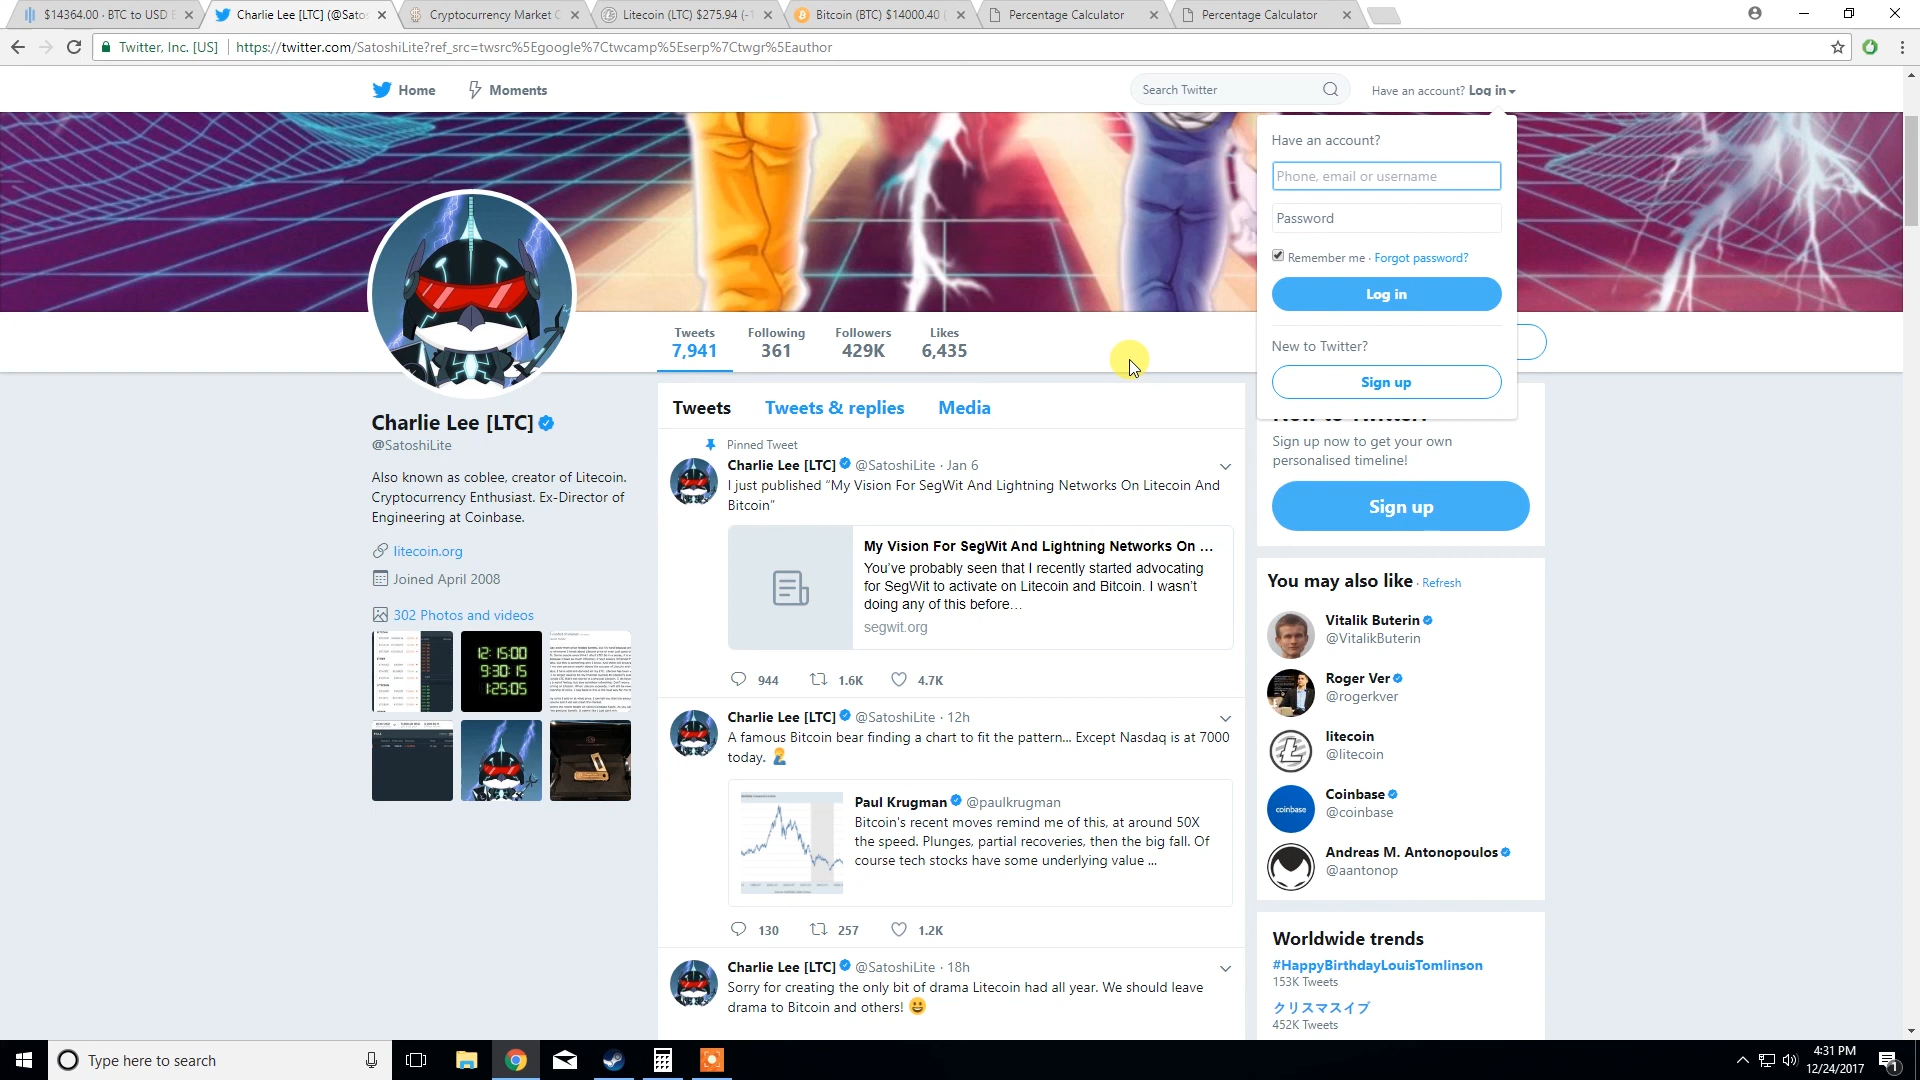 $14364.00 · BTC to USD E
Charlie Lee [LTC] (@Satos
Cryptocurrency Market C
Litecoin (LTC) $275.94 (-1
Bitcoin (BTC) $14000.40 (
Percentage Calculator
Percentage Calculator
Twitter, Inc. [US]
https://twitter.com/SatoshiLite?ref_src=twsrc%5Egoogle%7Ctwcamp%5Eserp%7Ctwgr%5Eauthor
Home
Moments
Search Twitter
Have an account? Log in
Have an account?
Phone, email or username
Password
Remember me · Forgot password?
Log in
New to Twitter?
Sign up
Tweets
7,941
Following
361
Followers
429K
Likes
6,435
Charlie Lee [LTC]
@SatoshiLite
Also known as coblee, creator of Litecoin.
Cryptocurrency Enthusiast. Ex-Director of
Engineering at Coinbase.
litecoin.org
Joined April 2008
302 Photos and videos
12:15:00
9:30:15
1:25:05
Tweets
Tweets & replies
Media
Pinned Tweet
Charlie Lee [LTC] @SatoshiLite · Jan 6
I just published “My Vision For SegWit And Lightning Networks On Litecoin And
Bitcoin”
My Vision For SegWit And Lightning Networks On ...
You’ve probably seen that I recently started advocating
for SegWit to activate on Litecoin and Bitcoin. I wasn’t
doing any of this before…
segwit.org
944
1.6K
4.7K
Charlie Lee [LTC] @SatoshiLite · 12h
A famous Bitcoin bear finding a chart to fit the pattern... Except Nasdaq is at 7000
today. 🤦‍♂️
Paul Krugman @paulkrugman
Bitcoin's recent moves remind me of this, at around 50X
the speed. Plunges, partial recoveries, then the big fall. Of
course tech stocks have some underlying value ...
130
257
1.2K
Charlie Lee [LTC] @SatoshiLite · 18h
Sorry for creating the only bit of drama Litecoin had all year. We should leave
drama to Bitcoin and others! 😀
Sign up now to get your own
personalised timeline!
Sign up
You may also like · Refresh
Vitalik Buterin
@VitalikButerin
Roger Ver
@rogerkver
litecoin
@litecoin
coinbase
Coinbase
@coinbase
Andreas M. Antonopoulos
@aantonop
Worldwide trends
#HappyBirthdayLouisTomlinson
153K Tweets
クリスマスイブ
452K Tweets
Type here to search
4:31 PM
12/24/2017
1